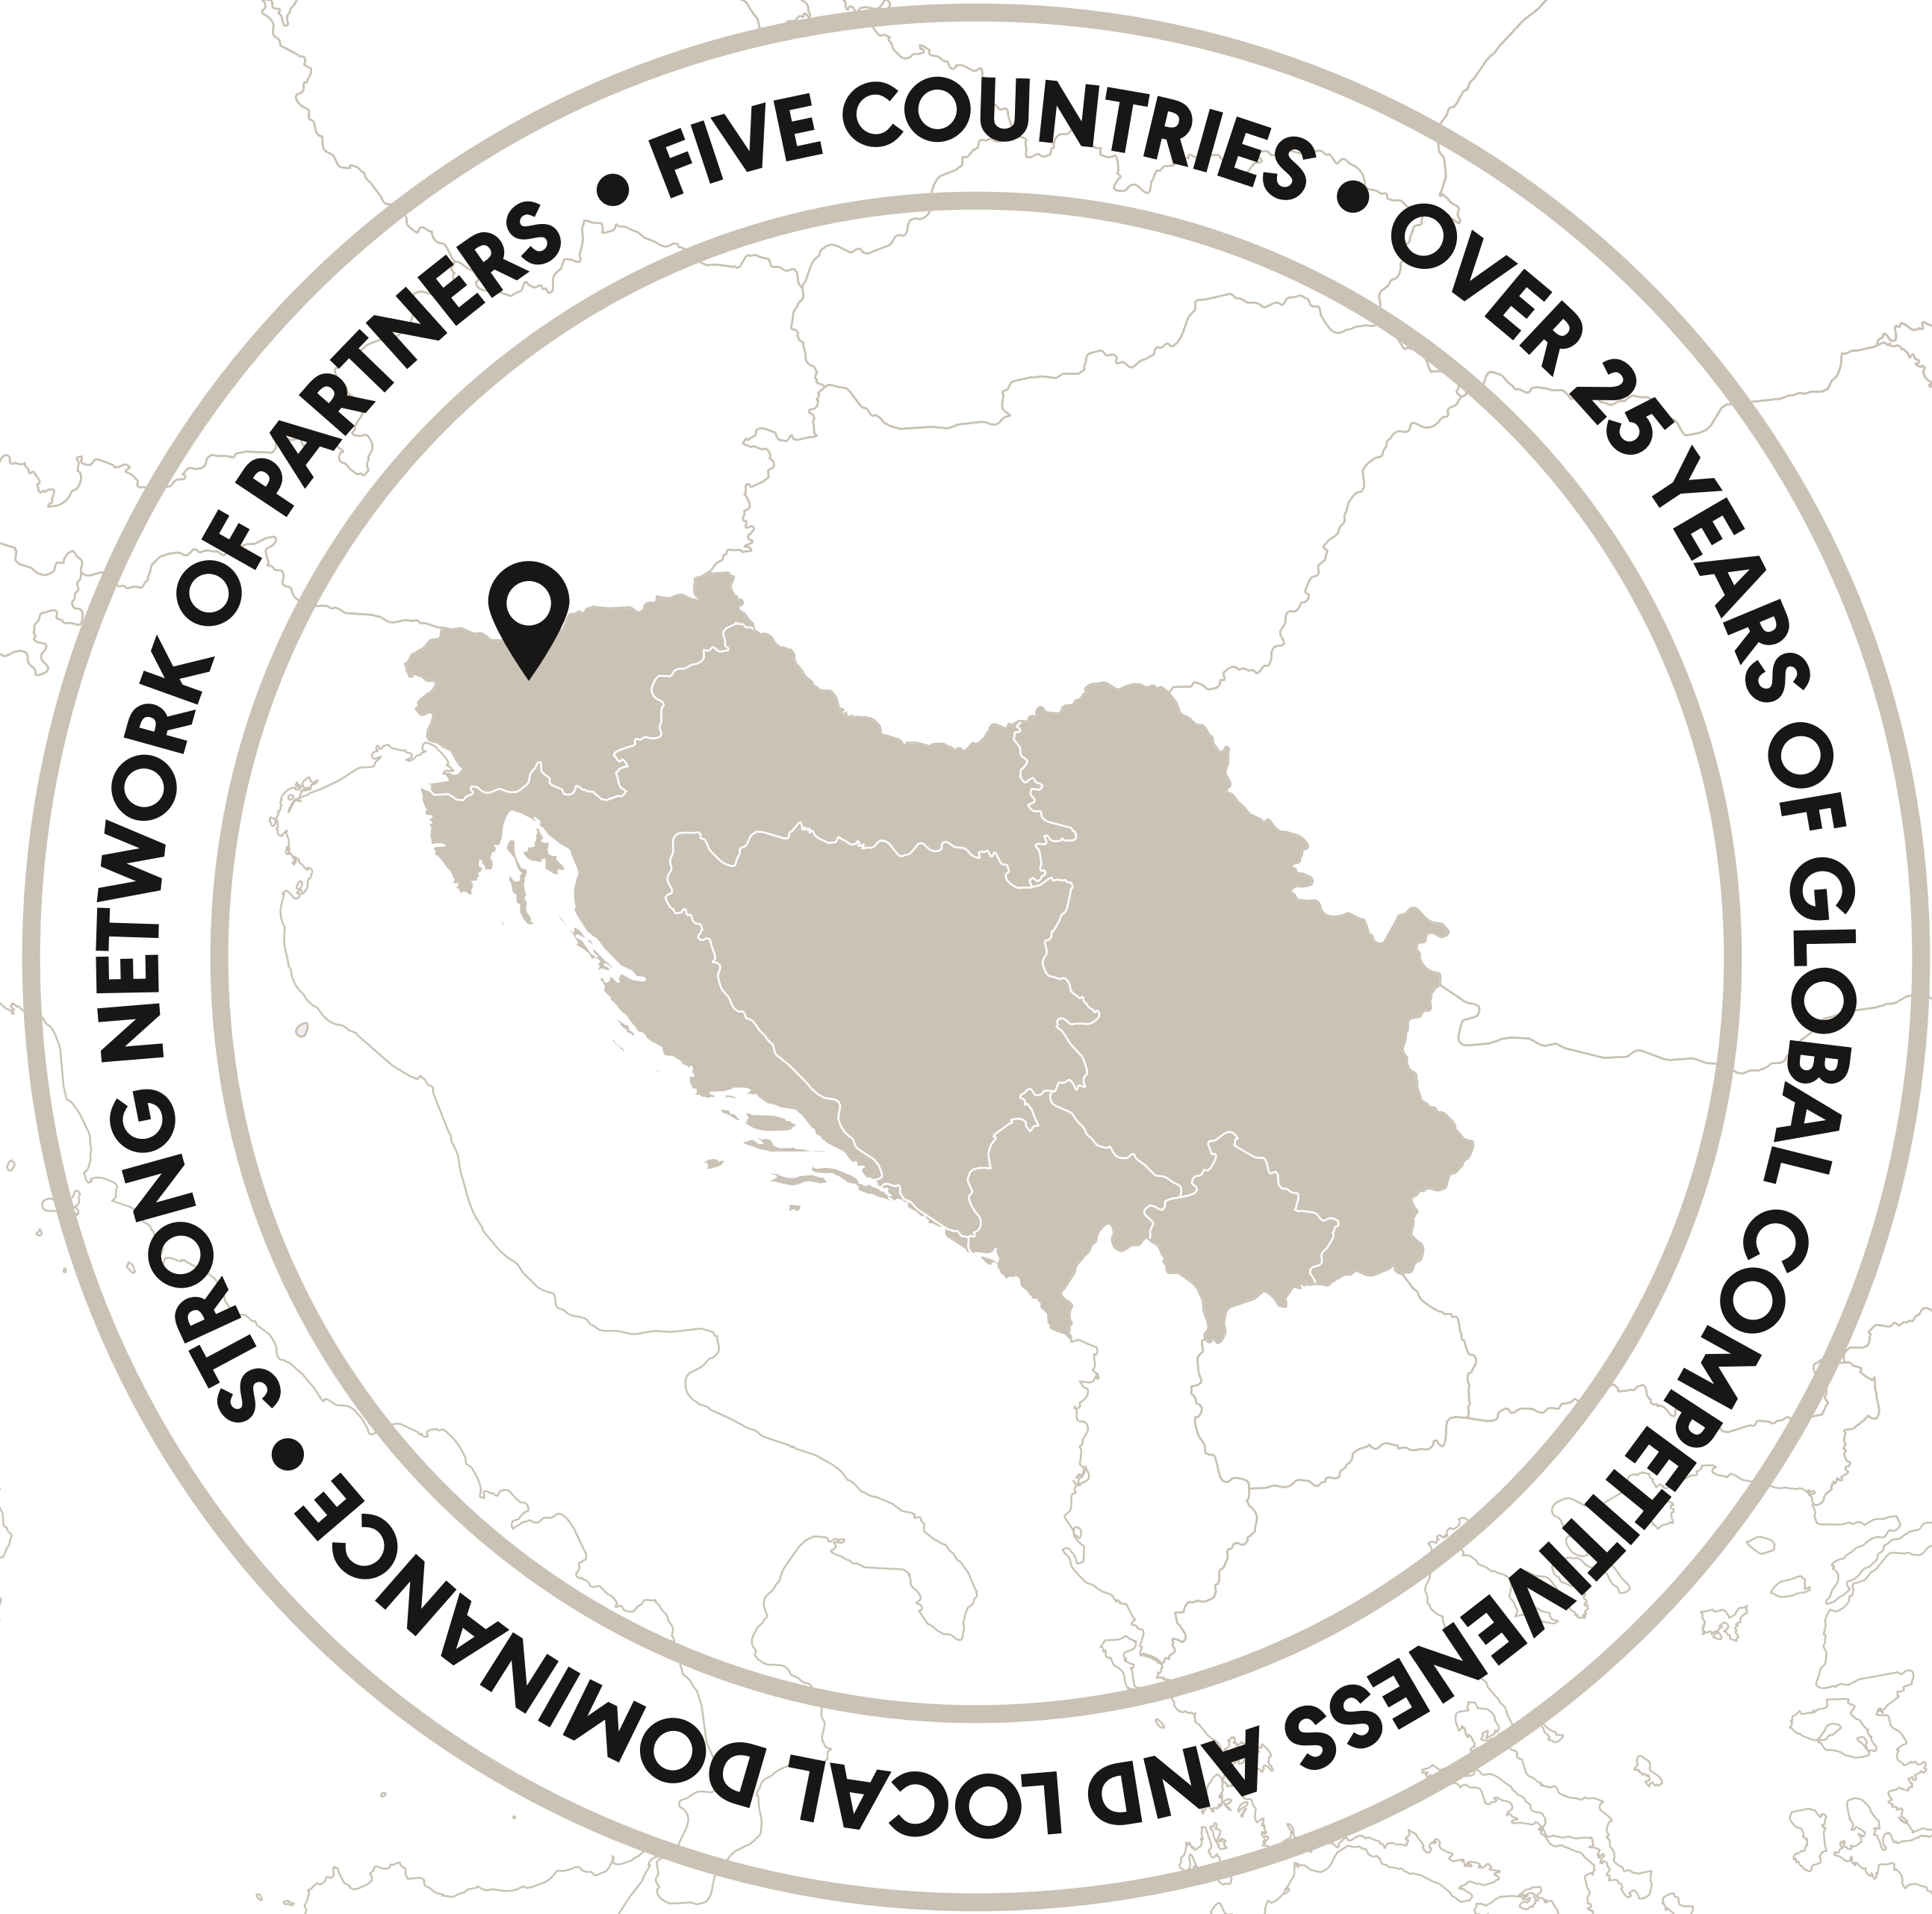 • FIVE COUNTRIES • OVER 25 YEARS OF GLOBAL COMPETITIVENESS AND LOCAL DOMINANCE • STRONG NETWORK OF PARTNERS